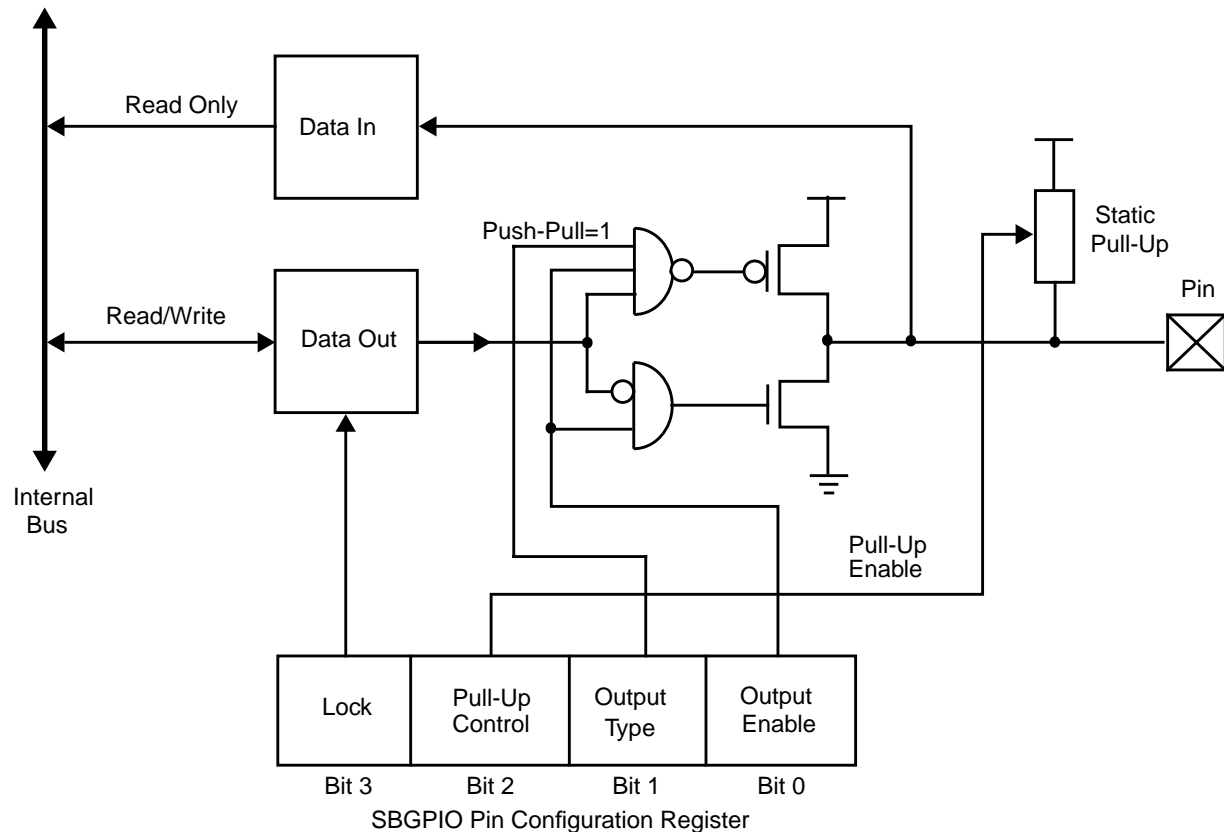 Read Only
Data In
Static
Pull-Up
Push-Pull=1
Pin
Read/Write
Data Out
Internal
Bus
Pull-Up
Enable
Lock
Pull-Up
Control
Output
Type
Output
Enable
Bit 3
Bit 2
Bit 1
Bit 0
SBGPIO Pin Configuration Register